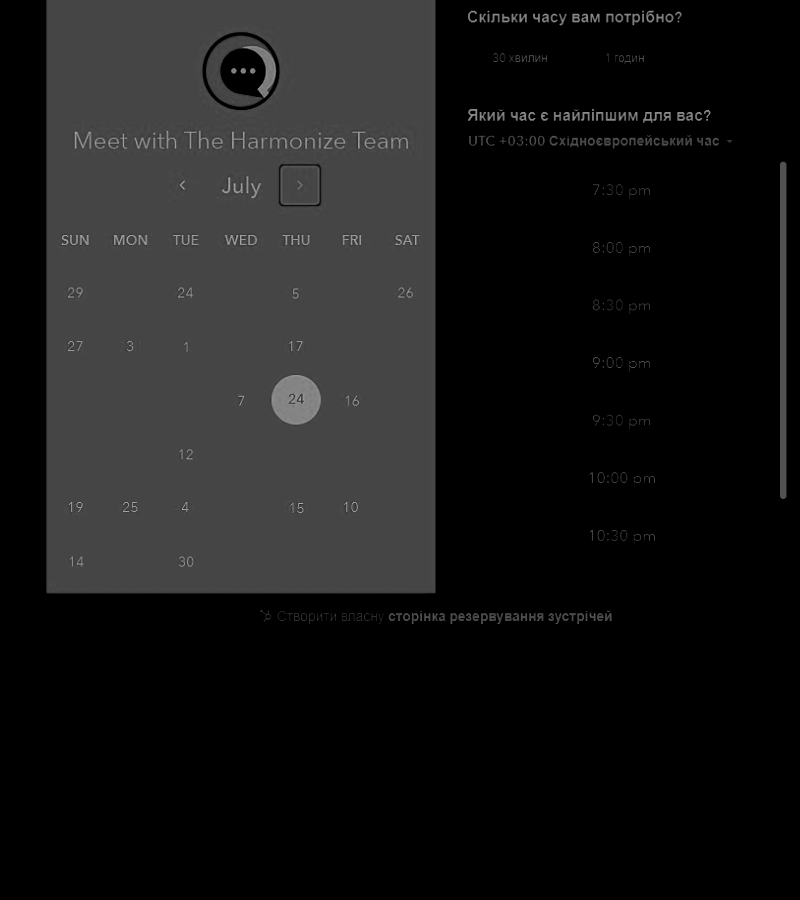 Meet with The Harmonize Team
July
SUN MON TUE WED THU FRI SAT
29 24 5 26
27 3 1 17
7 24 16
12
19 25 4 15 10
14 30
Скільки часу вам потрібно?
30 хвилин 1 годин
Який час є найліпшим для вас?
UTC +03:00 Східноєвропейський час
7:30 pm
8:00 pm
8:30 pm
9:00 pm
9:30 pm
10:00 pm
10:30 pm
Створити власну сторінка резервування зустрічей